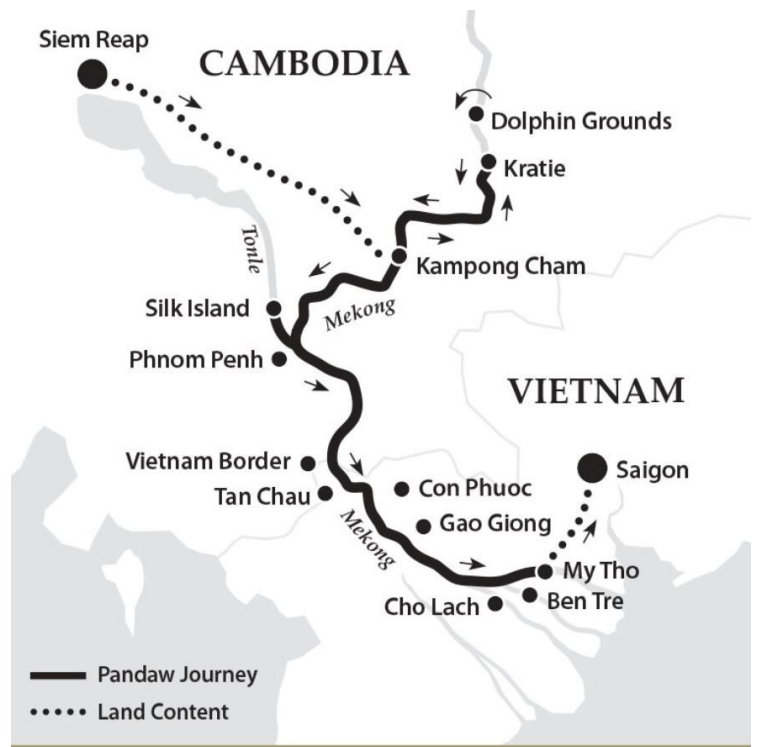 Siem Reap
CAMBODIA
Dolphin Grounds
Kratie
Tonle
Kampong Cham
Silk Island
Mekong
Phnom Penh
VIETNAM
Vietnam Border
Saigon
Tan Chau
Con Phuoc
Gao Giong
Mekong
My Tho
Cho Lach
Ben Tre
Pandaw Journey
Land Content